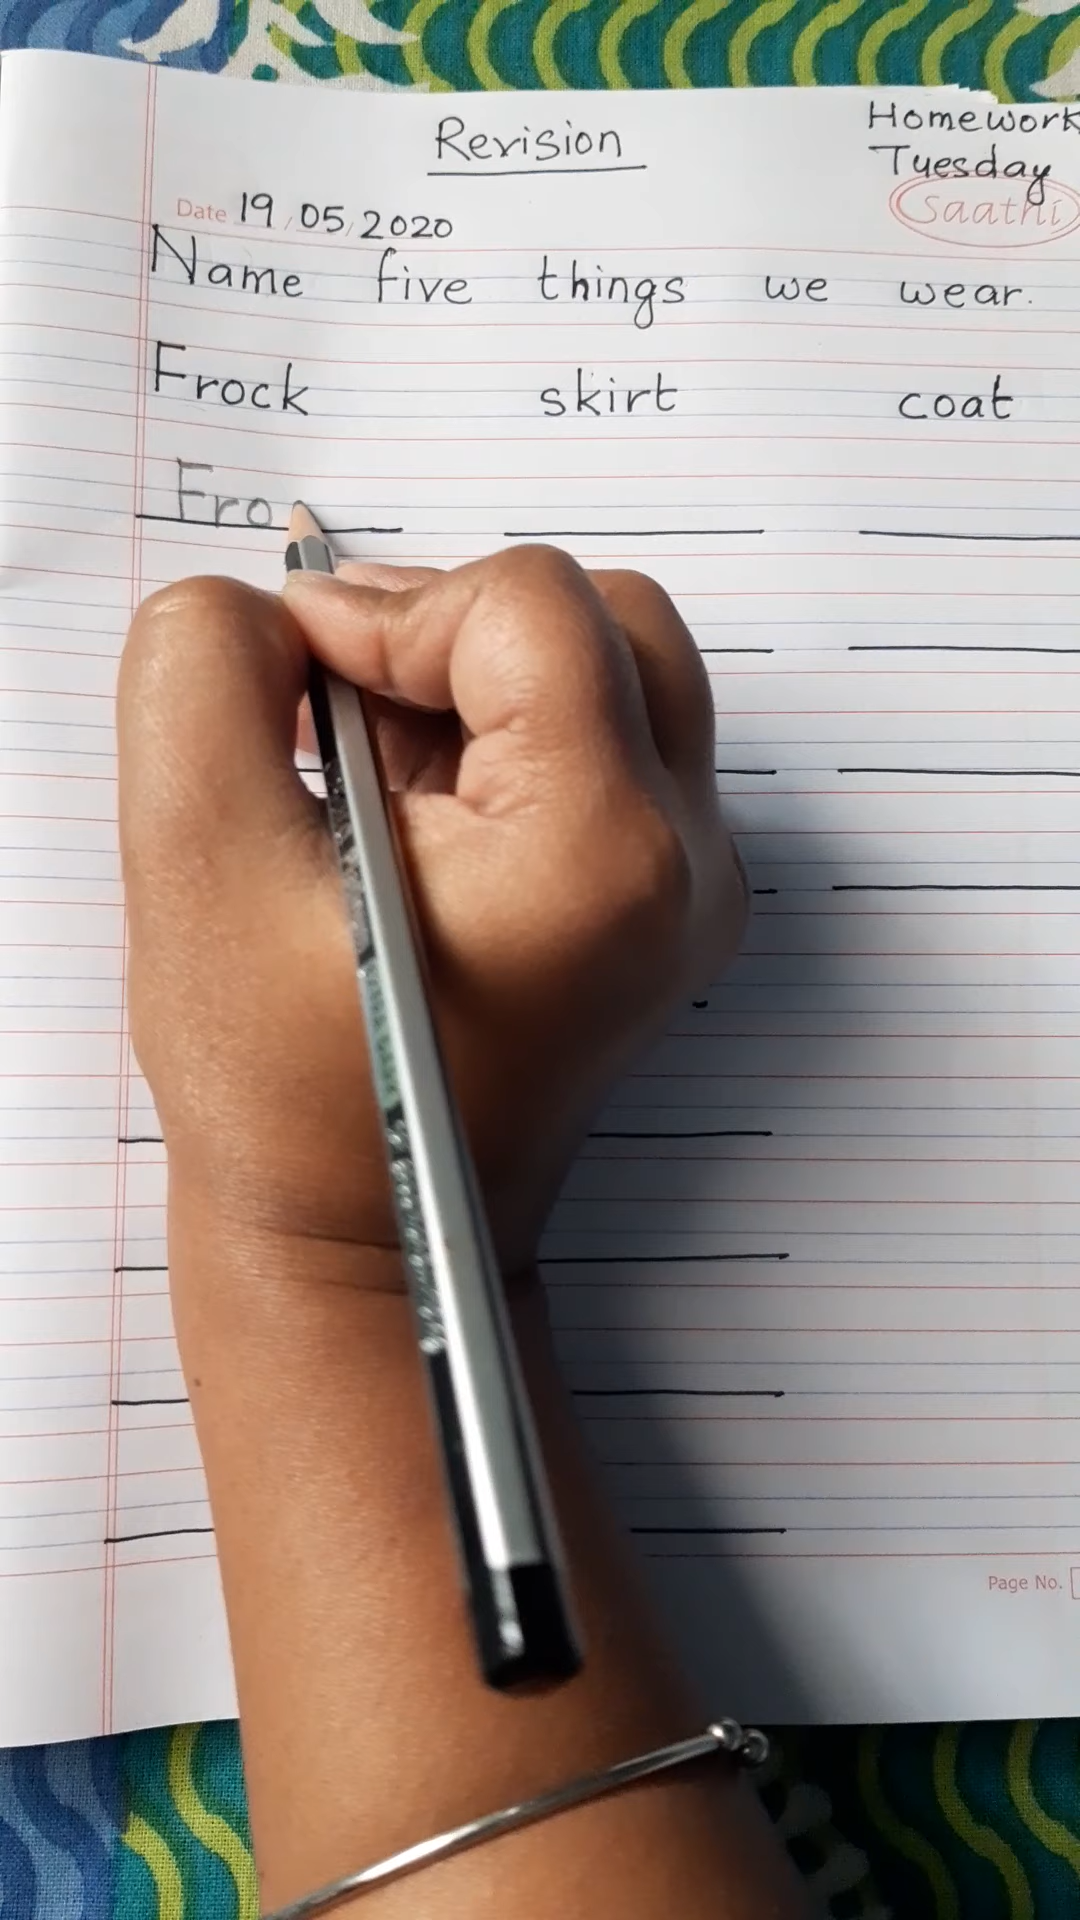 Revision
Homework
Tuesday
Saathi
Date 19.05.2020
Name five things we wear.
Frock skirt coat
Fro
Page No.